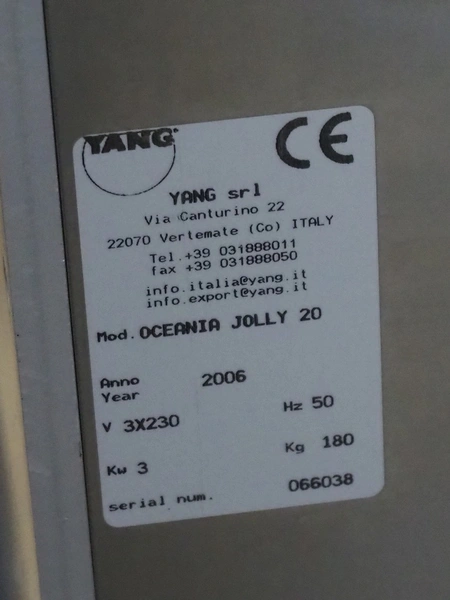 YANG CE
YANG srl
Via Canturino 22
22070 Vertemate (Co) ITALY
Tel.+39 031888011
fax +39 031888050
info.italia@yang.it
info.export@yang.it
Mod. OCEANIA JOLLY 20
Anno 2006
Year
V 3X230 Hz 50
Kw 3 Kg 180
serial num. 066038